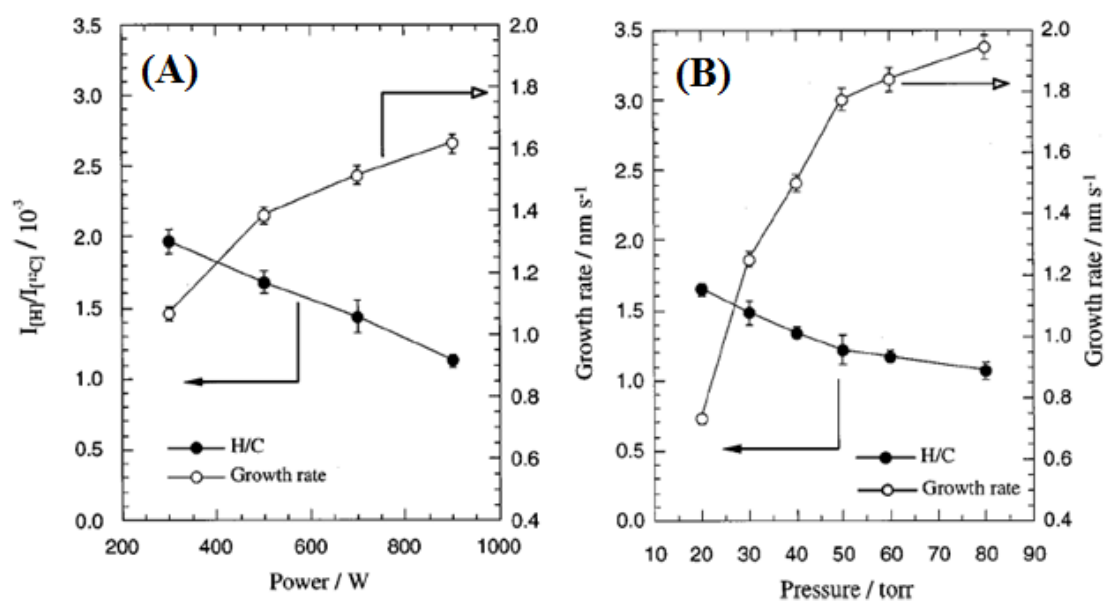 (A)
3.5
3.0
2.5
2.0
1.5
1.0
0.5
0.0
I[H]/I[¹²C] / 10⁻³
2.0
1.8
1.6
1.4
1.2
1.0
0.8
0.6
0.4
Growth rate / nm s⁻¹
H/C
Growth rate
200 400 600 800 1000
Power / W
(B)
3.5
3.0
2.5
2.0
1.5
1.0
0.5
0.0
2.0
1.8
1.6
1.4
1.2
1.0
0.8
0.6
0.4
Growth rate / nm s⁻¹
H/C
Growth rate
10 20 30 40 50 60 70 80 90
Pressure / torr